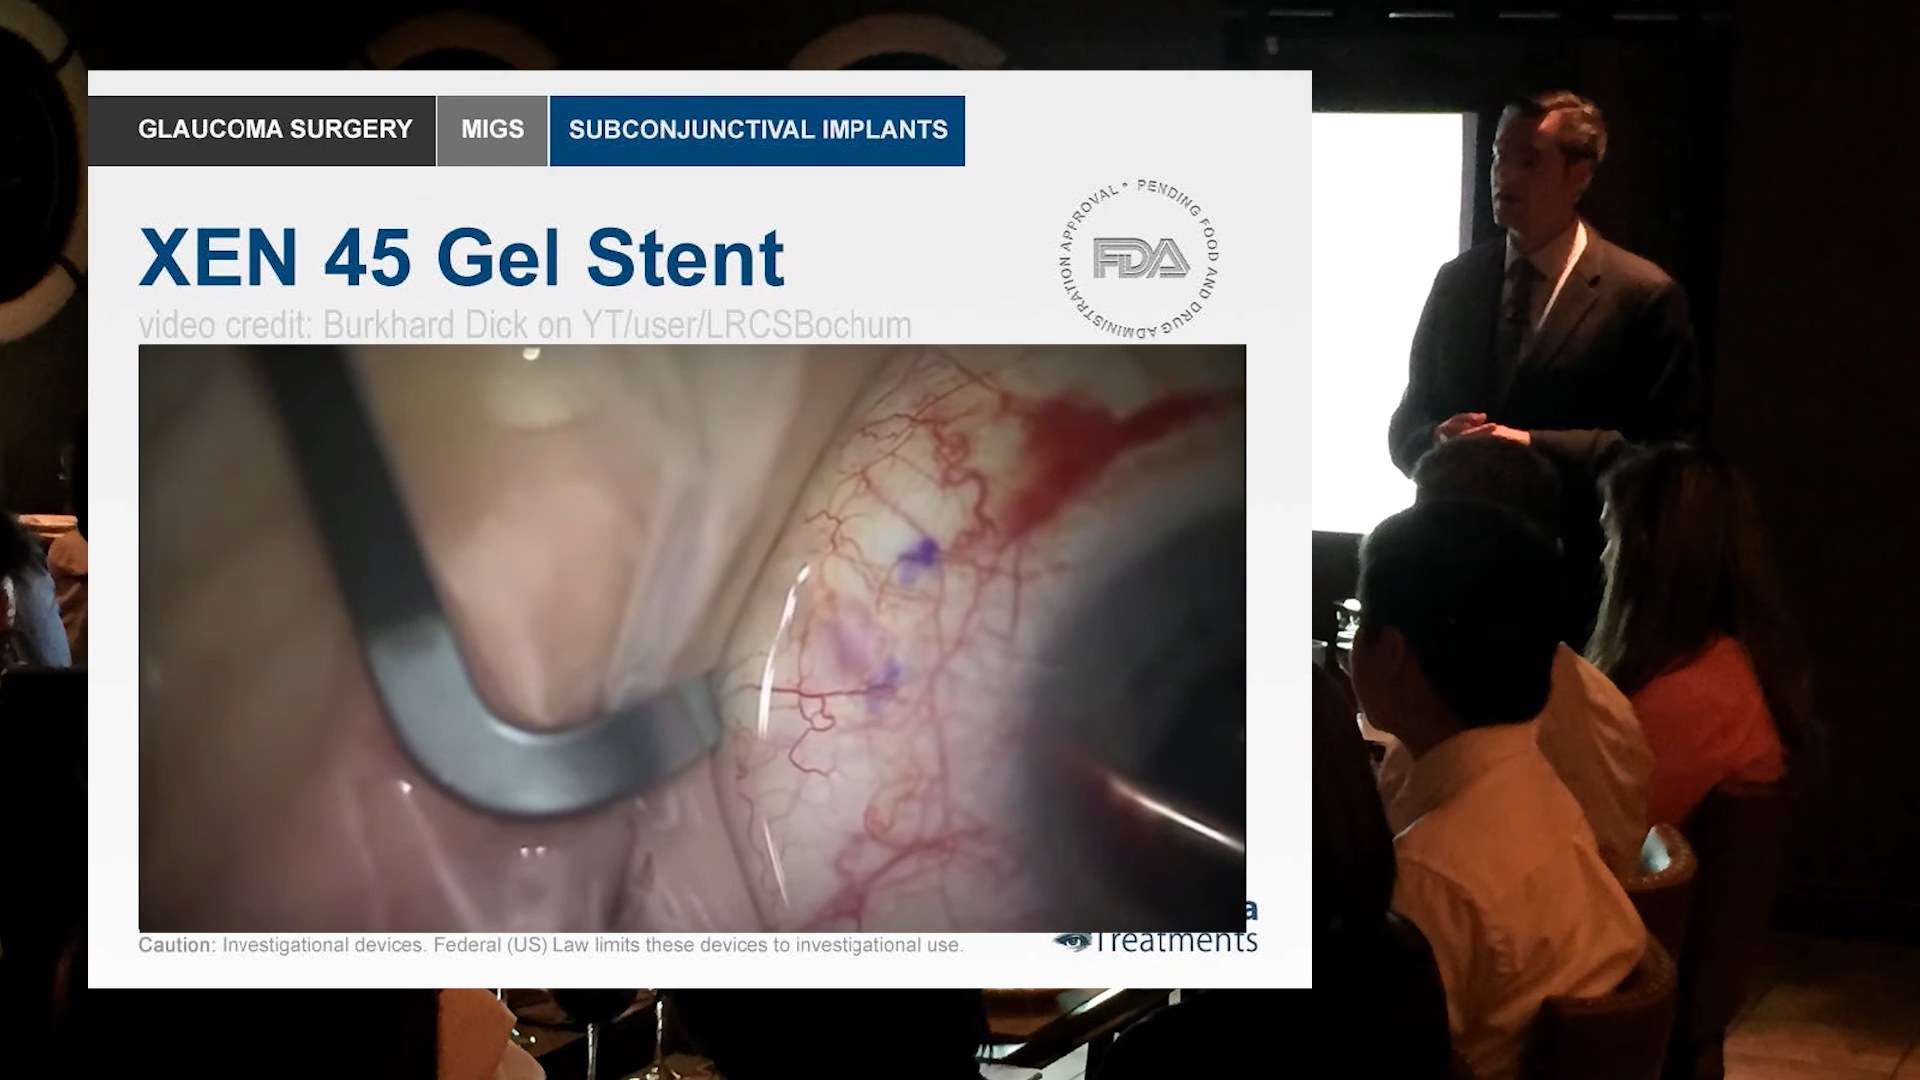 GLAUCOMA SURGERY
MIGS
SUBCONJUNCTIVAL IMPLANTS
XEN 45 Gel Stent
PENDING FOOD AND DRUG ADMINISTRATION APPROVAL •
FDA
video credit: Burkhard Dick on YT/user/LRCSBochum
a
Treatments
Caution: Investigational devices. Federal (US) Law limits these devices to investigational use.